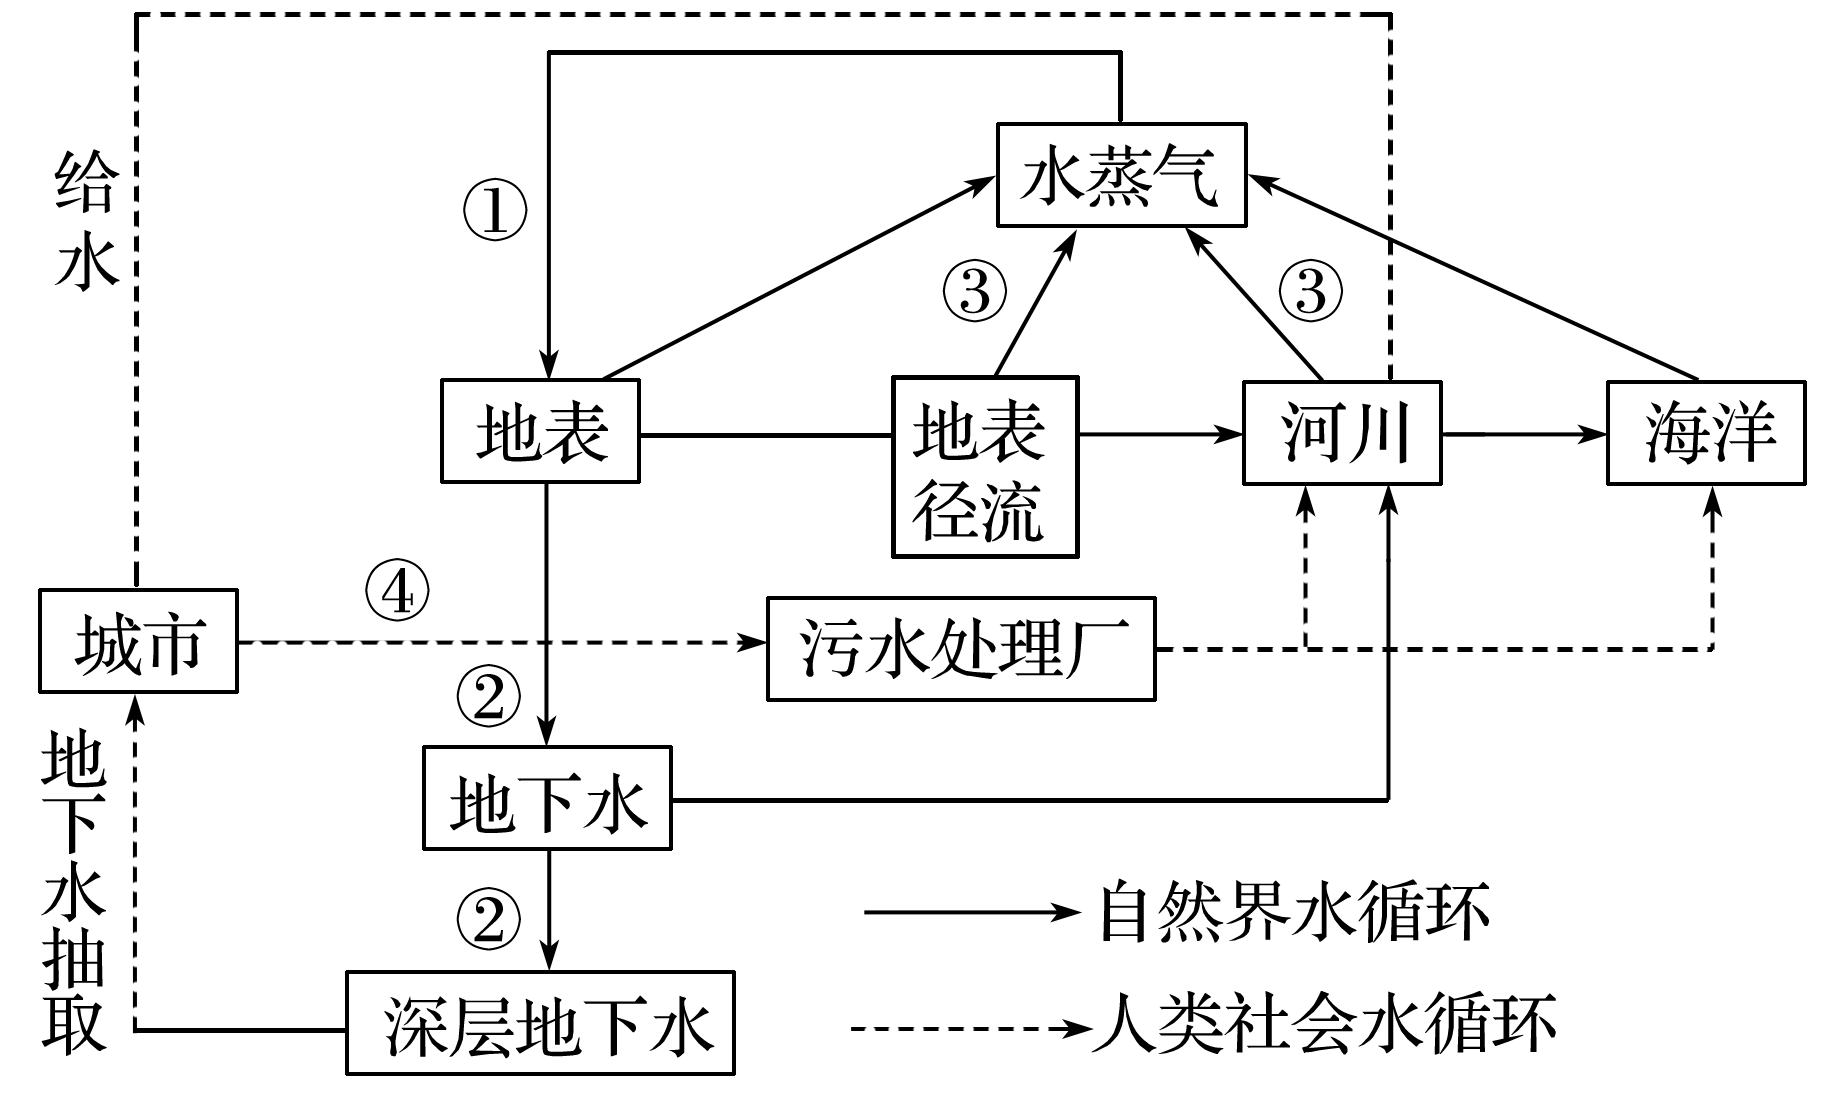 给水
①
水蒸气
③
③
地表
地表
径流
河川
海洋
④
城市
污水处理厂
②
地下水抽取
地下水
②
自然界水循环
深层地下水
人类社会水循环